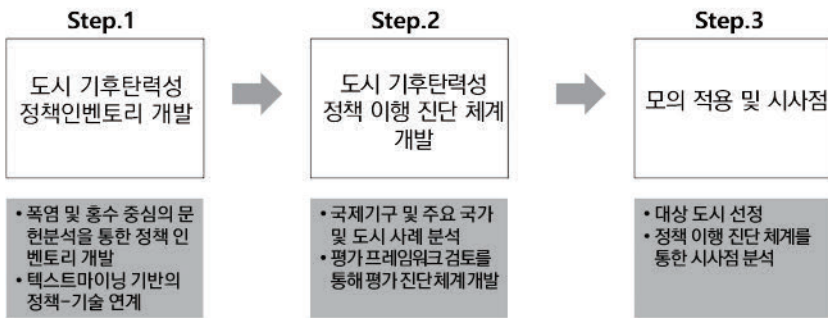 Step.1
도시 기후탄력성
정책인벤토리 개발
• 폭염 및 홍수 중심의 문
헌분석을 통한 정책 인
벤토리 개발
• 텍스트마이닝 기반의
정책-기술 연계
Step.2
도시 기후탄력성
정책 이행 진단 체계
개발
• 국제기구 및 주요 국가
및 도시 사례 분석
• 평가 프레임워크 검토를
통해 평가 진단 체계 개발
Step.3
모의 적용 및 시사점
• 대상 도시 선정
• 정책 이행 진단 체계를
통한 시사점 분석